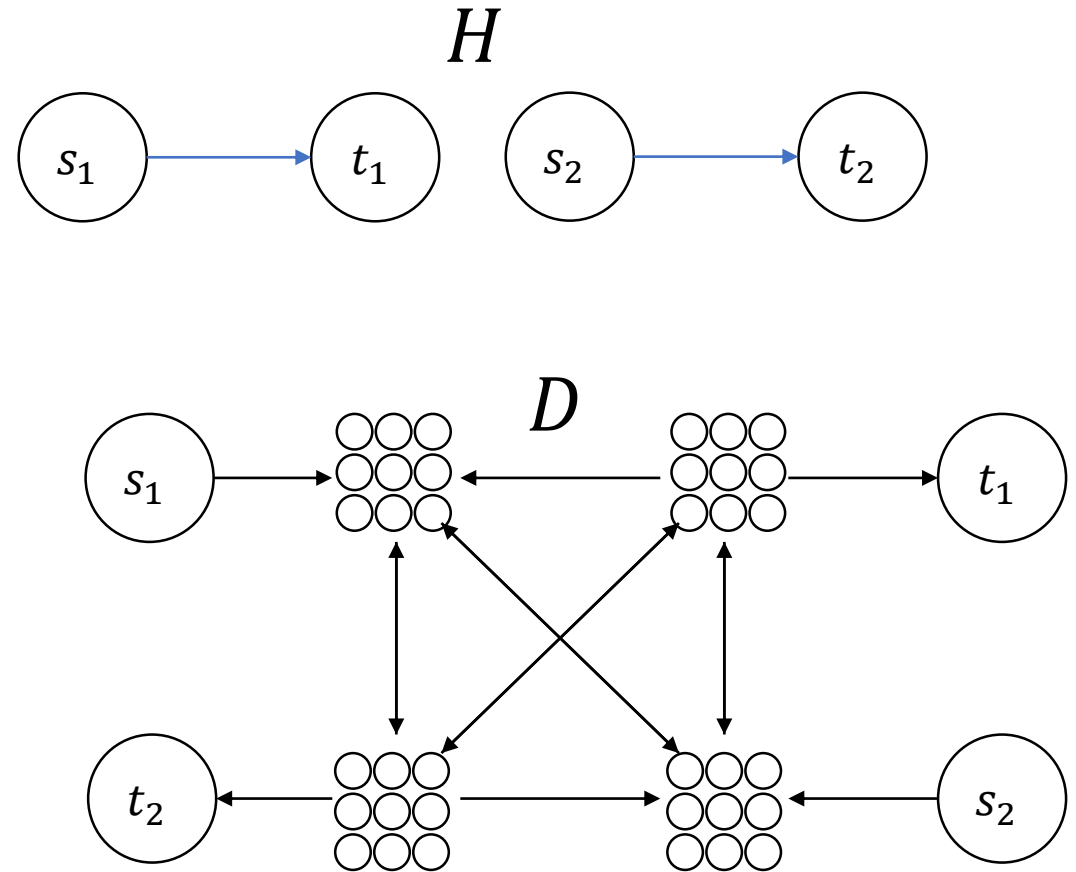 H
s₁ t₁ s₂ t₂
D
s₁ t₁
t₂ s₂